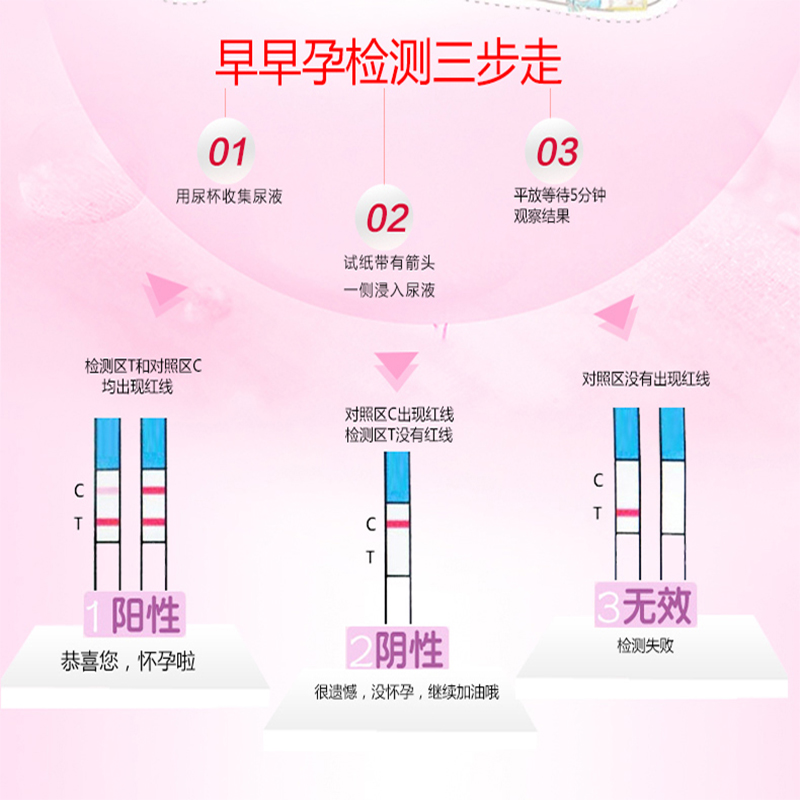 早早孕检测三步走
01
用尿杯收集尿液
02
试纸带有箭头
一侧浸入尿液
03
平放等待5分钟
观察结果
检测区T和对照区C
均出现红线
C
T
1阳性
恭喜您，怀孕啦
对照区C出现红线
检测区T没有红线
C
T
2阴性
很遗憾，没怀孕，继续加油哦
对照区没有出现红线
C
T
3无效
检测失败